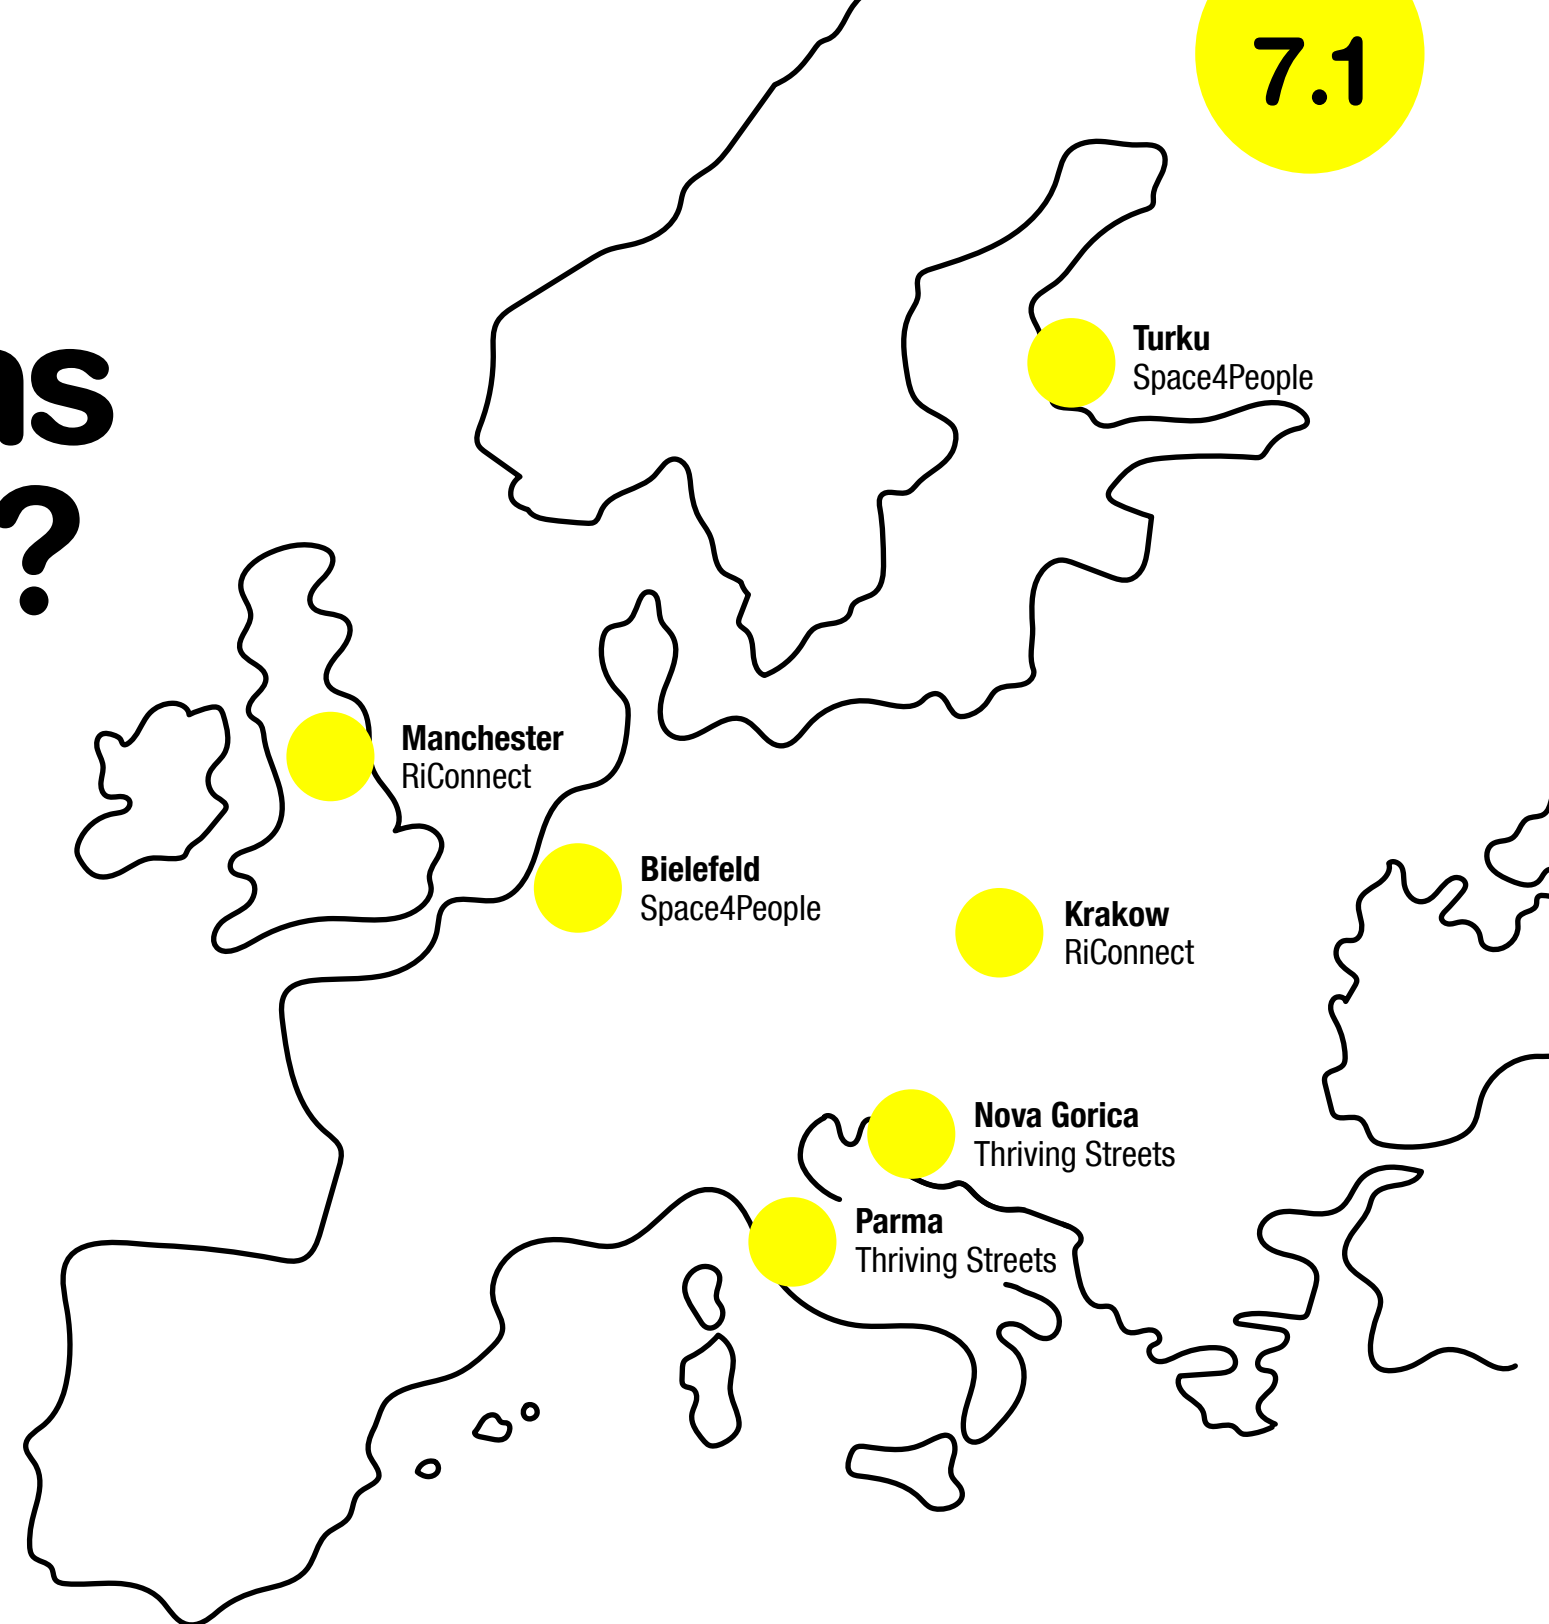 7.1
?
Turku
Space4People
Manchester
RiConnect
Bielefeld
Space4People
Krakow
RiConnect
Nova Gorica
Thriving Streets
Parma
Thriving Streets